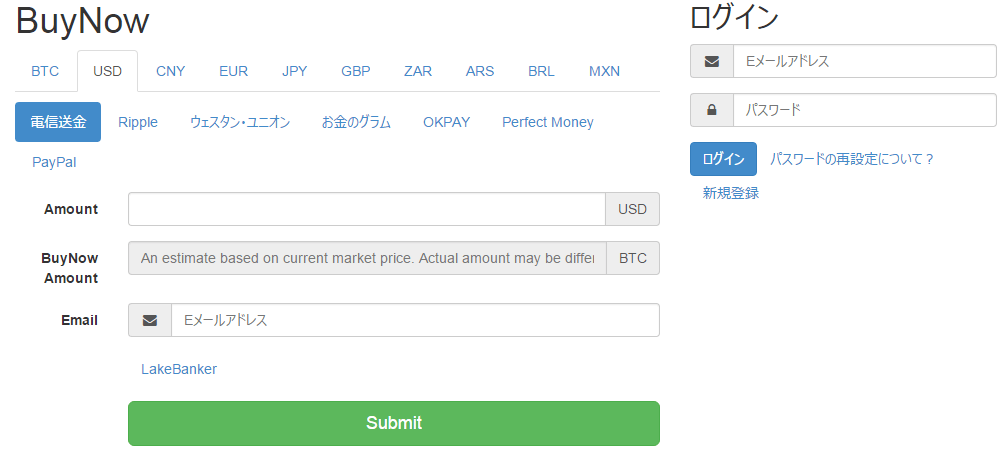 BuyNow
BTC USD CNY EUR JPY GBP ZAR ARS BRL MXN
電信送金 Ripple ウェスタン・ユニオン お金のグラム OKPAY Perfect Money
PayPal
Amount USD
BuyNow Amount An estimate based on current market price. Actual amount may be differ BTC
Email Eメールアドレス
LakeBanker
Submit
ログイン
Eメールアドレス
パスワード
ログイン パスワードの再設定について？
新規登録